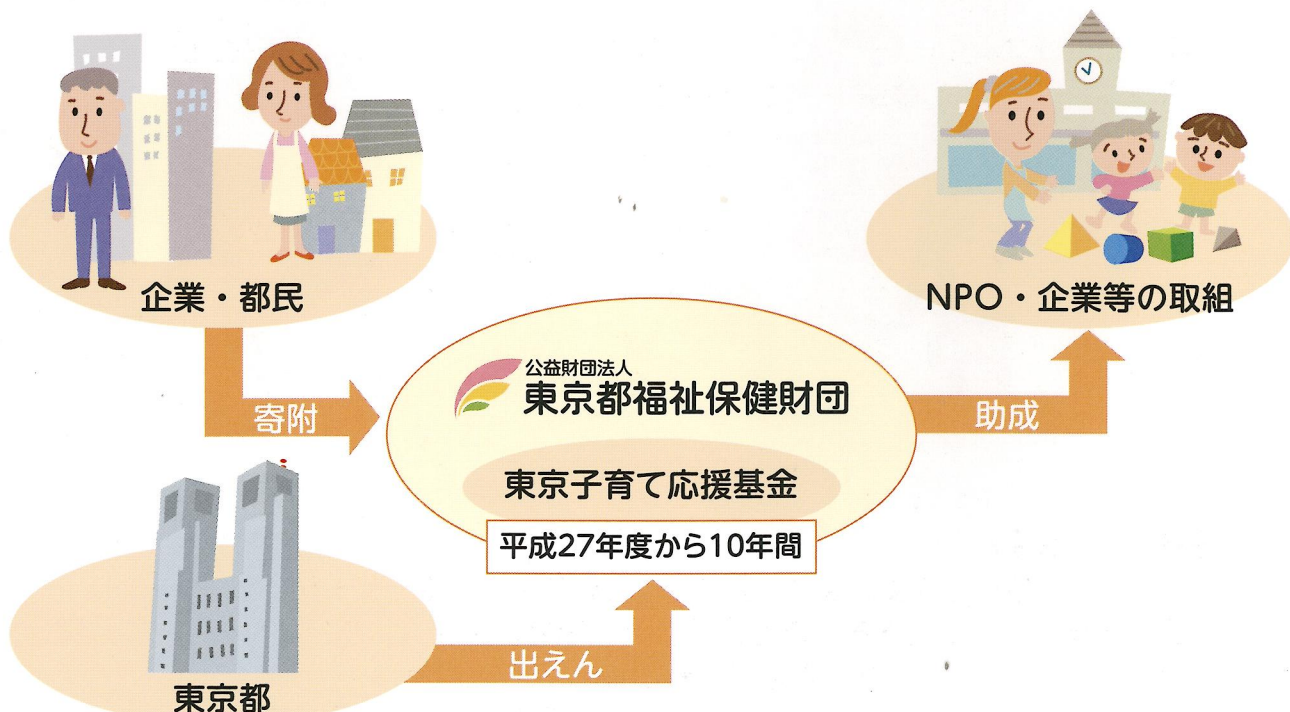 企業・都民
NPO・企業等の取組
寄附
公益財団法人
東京都福祉保健財団
助成
東京子育て応援基金
平成27年度から10年間
出えん
東京都